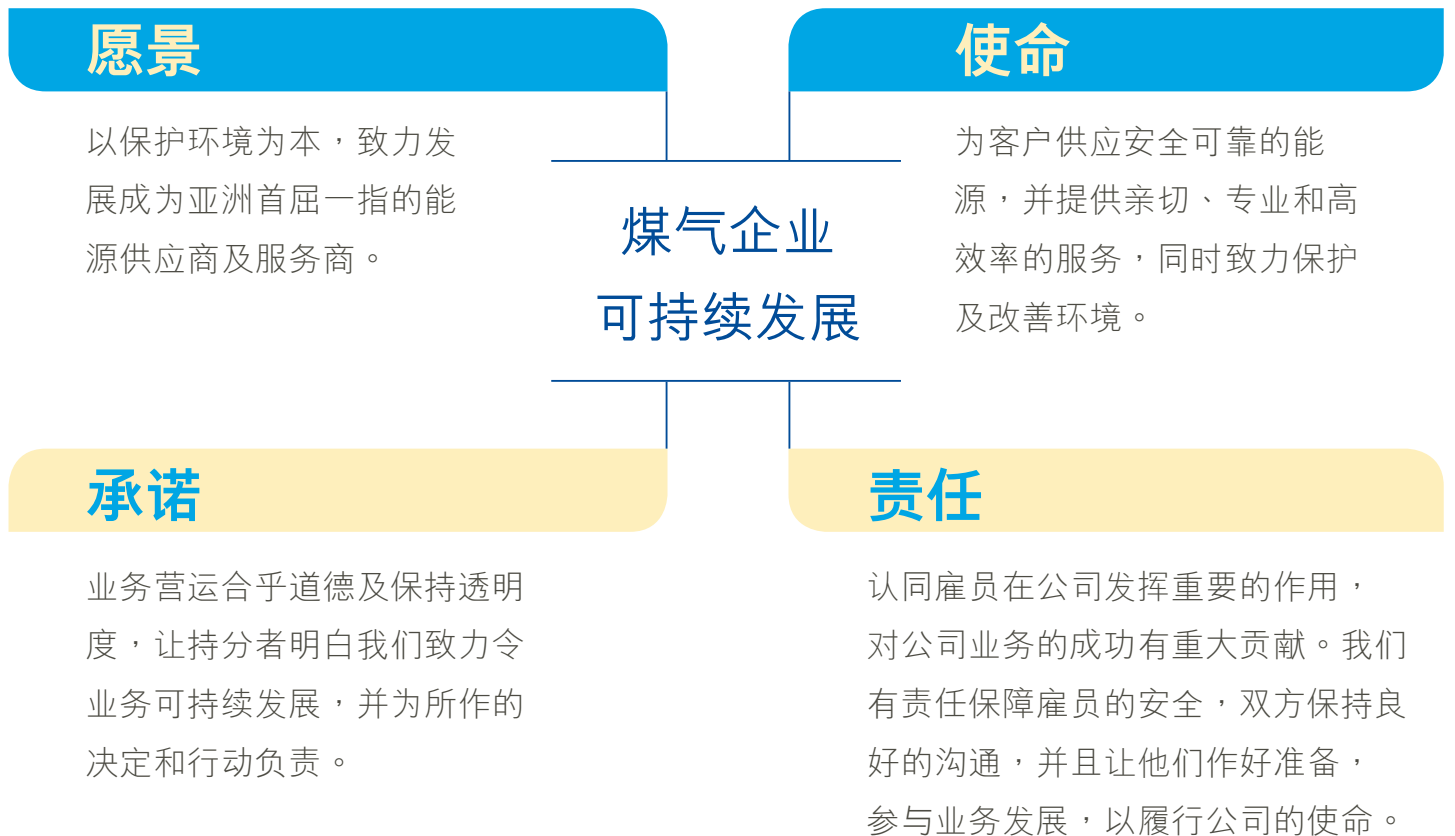 愿景
以保护环境为本，致力发
展成为亚洲首屈一指的能
源供应商及服务商。
使命
为客户供应安全可靠的能
源，并提供亲切、专业和高
效率的服务，同时致力保护
及改善环境。
煤气企业
可持续发展
承诺
业务营运合乎道德及保持透明
度，让持分者明白我们致力令
业务可持续发展，并为所作的
决定和行动负责。
责任
认同雇员在公司发挥重要的作用，
对公司业务的成功有重大贡献。我们
有责任保障雇员的安全，双方保持良
好的沟通，并且让他们作好准备，
参与业务发展，以履行公司的使命。